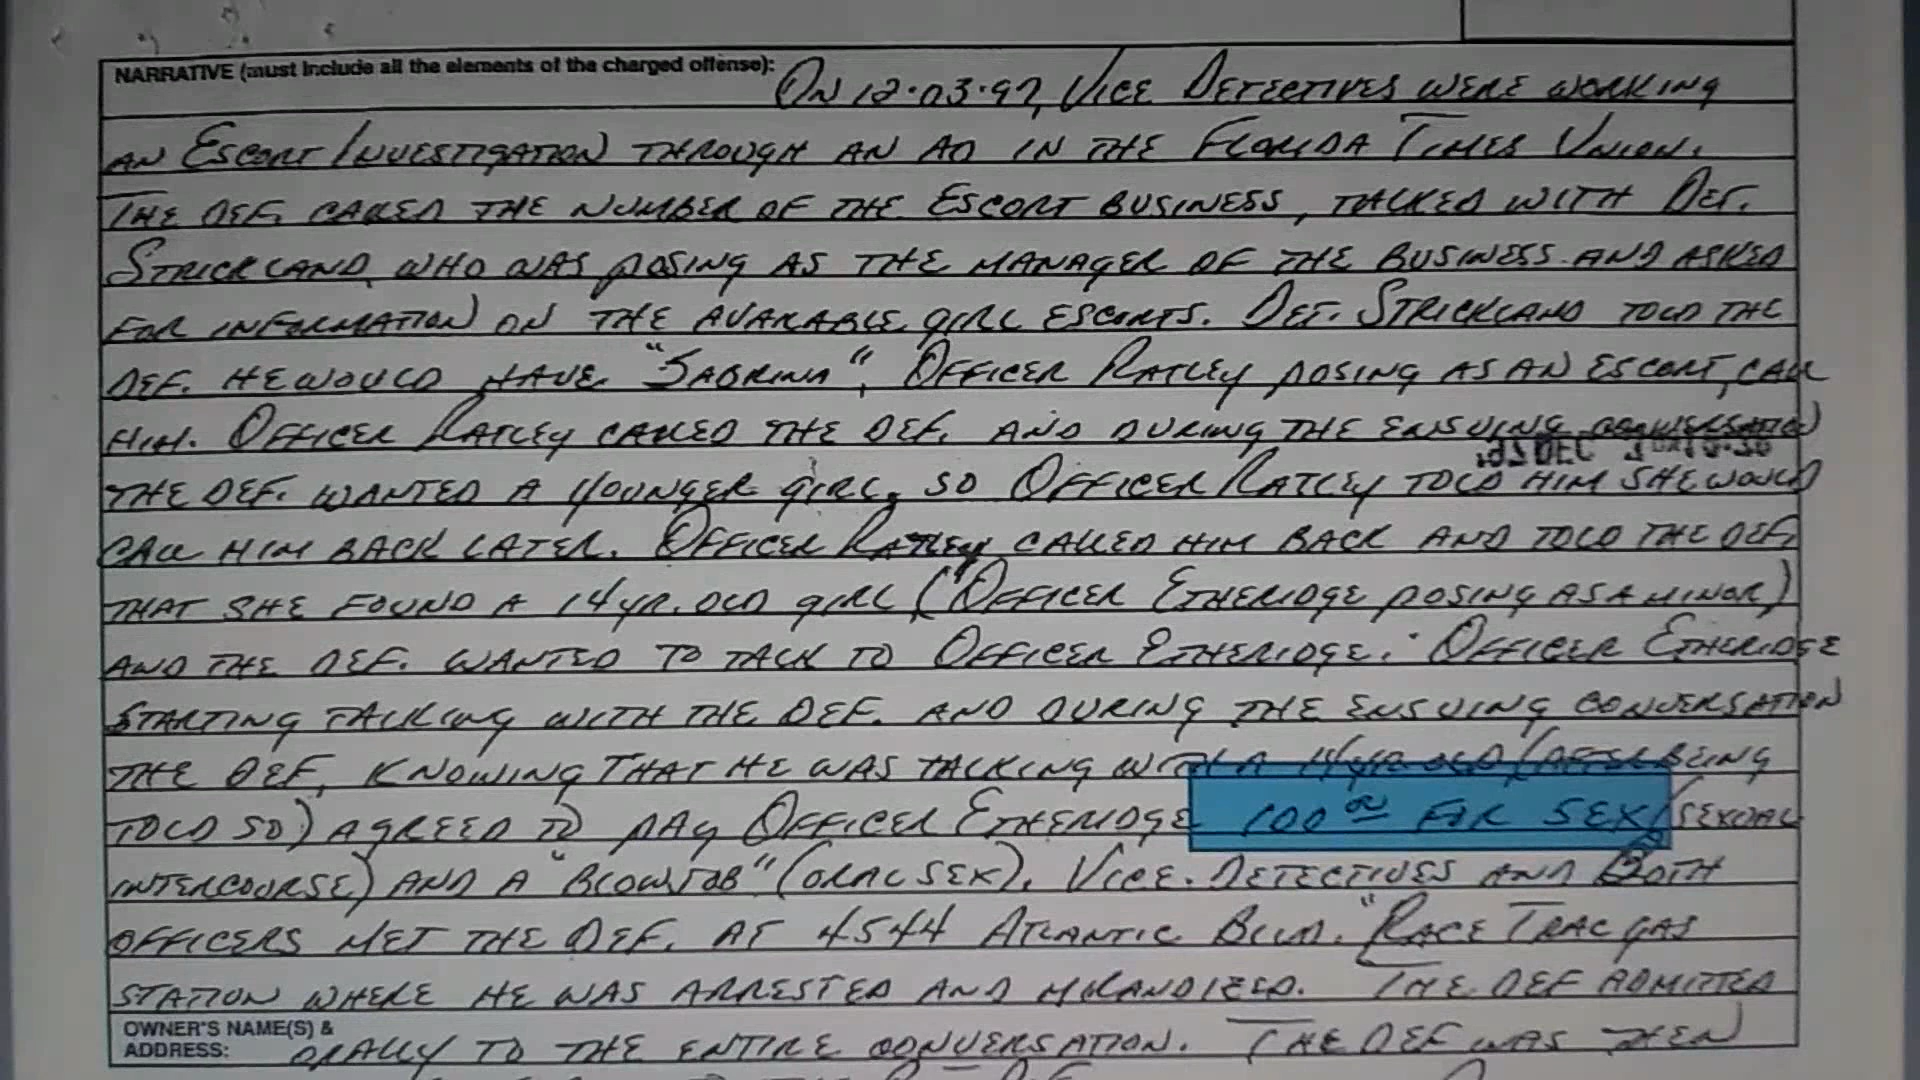 NARRATIVE (must include all the elements of the charged offense): ON 12·03·97, VICE DETECTIVES WERE WORKING
AN ESCORT INVESTIGATION THROUGH AN AD IN THE FLORIDA TIMES UNION.
THE DEF. CALLED THE NUMBER OF THE ESCORT BUSINESS, TALKED WITH DET.
STRICKLAND, WHO WAS POSING AS THE MANAGER OF THE BUSINESS AND ASKED
FOR INFORMATION ON THE AVAILABLE GIRL ESCORTS. DET. STRICKLAND TOLD THE
DEF. HE WOULD HAVE "SABRINA", OFFICER RATLEY POSING AS AN ESCORT, CALL
HIM. OFFICER RATLEY CALLED THE DEF. AND DURING THE ENSUING CONVERSATION
THE DEF. WANTED A YOUNGER GIRL, SO OFFICER RATLEY TOLD HIM SHE WOULD
CALL HIM BACK LATER. OFFICER RATLEY CALLED HIM BACK AND TOLD THE DEF.
THAT SHE FOUND A 14 YR. OLD GIRL (OFFICER ETHERIDGE POSING AS A MINOR)
AND THE DEF. WANTED TO TALK TO OFFICER ETHERIDGE. OFFICER ETHERIDGE
STARTING TALKING WITH THE DEF. AND DURING THE ENSUING CONVERSATION
THE DEF, KNOWING THAT HE WAS TALKING WITH A 14 YR OLD (AFTER BEING
TOLD SO) AGREED TO PAY OFFICER ETHERIDGE 100.00 FOR SEX (SEXUAL
INTERCOURSE) AND A "BLOWJOB" (ORAL SEX). VICE DETECTIVES AND BOTH
OFFICERS MET THE DEF. AT 4544 ATLANTIC BLVD. "RACE TRAC GAS
STATION WHERE HE WAS ARRESTED AND MIRANDIZED. THE DEF ADMITTED
OWNER'S NAME(S) &
ADDRESS: ORALLY TO THE ENTIRE CONVERSATION. THE DEF WAS THEN